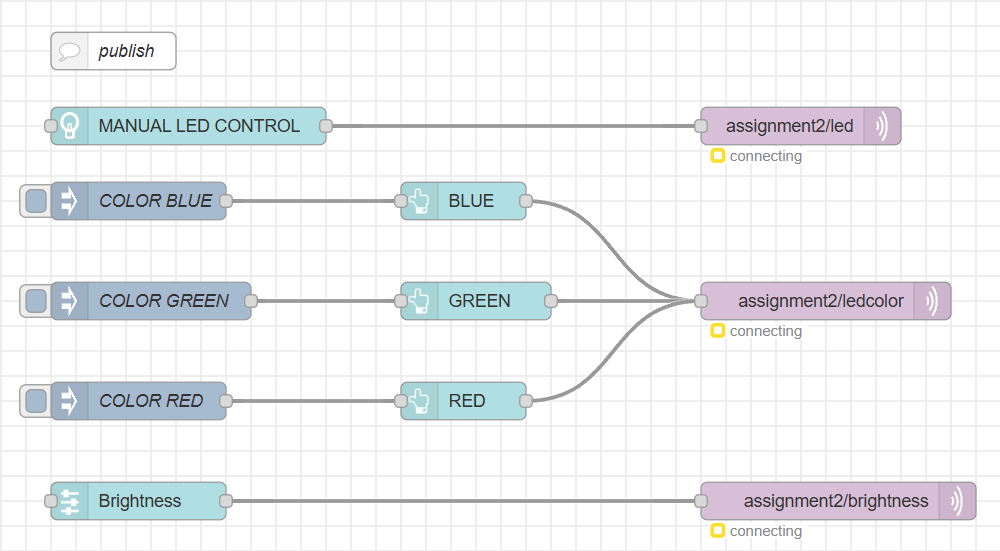 publish
MANUAL LED CONTROL
assignment2/led
connecting
COLOR BLUE
BLUE
COLOR GREEN
GREEN
assignment2/ledcolor
connecting
COLOR RED
RED
Brightness
assignment2/brightness
connecting